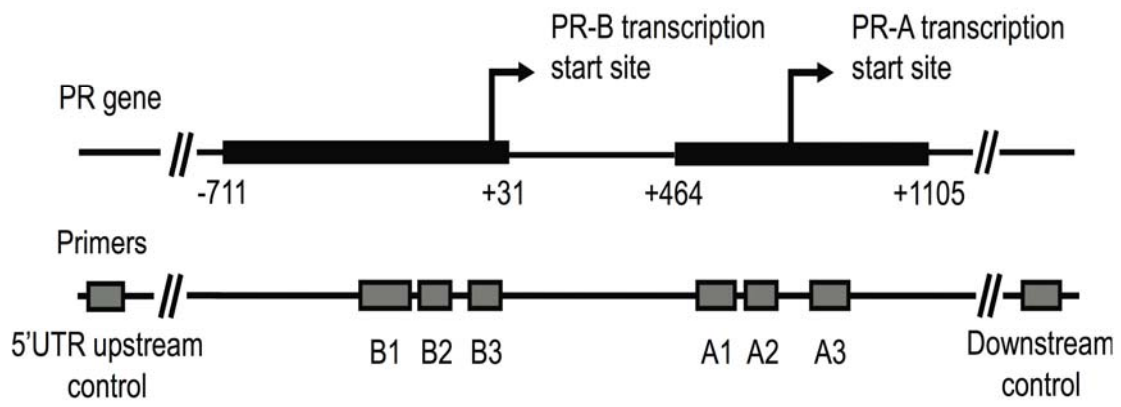 PR-B transcription
start site
PR-A transcription
start site
PR gene
-711
+31
+464
+1105
Primers
5'UTR upstream
control
B1
B2
B3
A1
A2
A3
Downstream
control